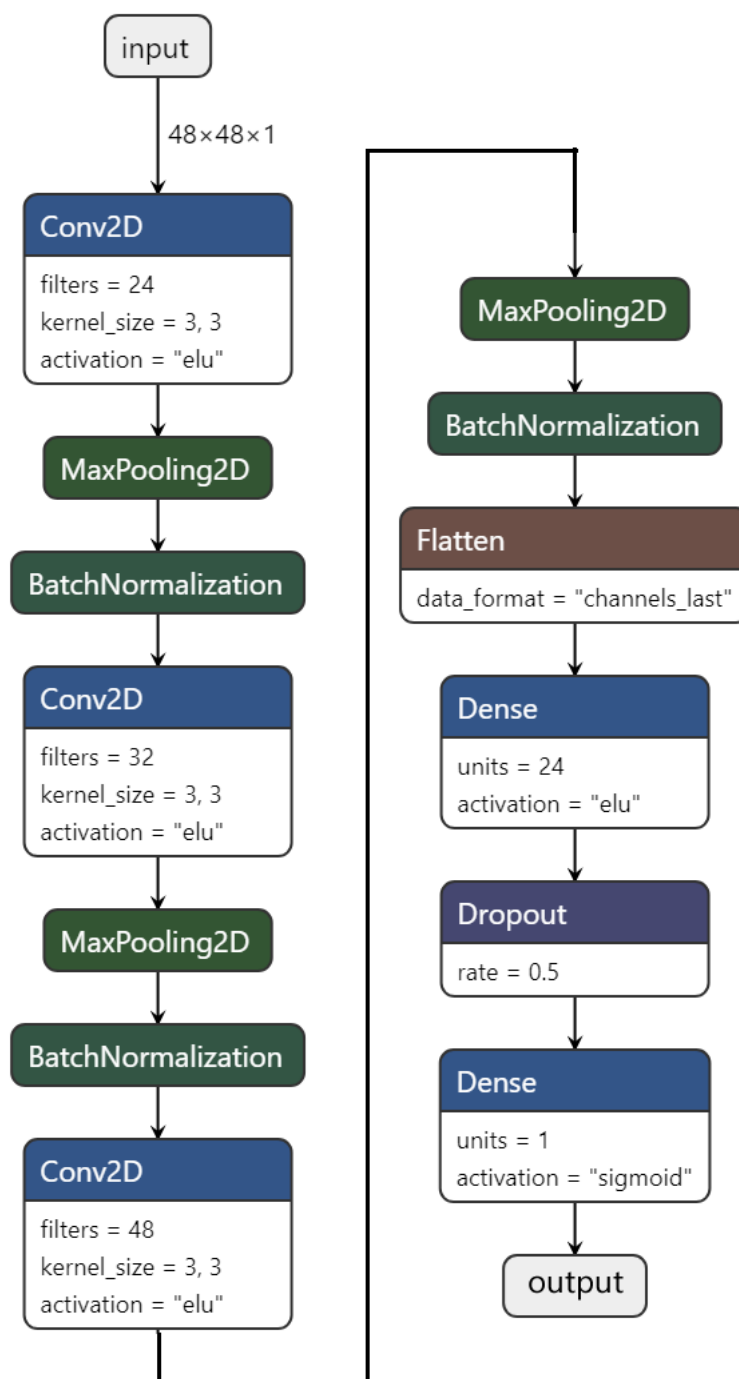 input
48×48×1
Conv2D
filters = 24
kernel_size = 3, 3
activation = "elu"
MaxPooling2D
BatchNormalization
Conv2D
filters = 32
kernel_size = 3, 3
activation = "elu"
MaxPooling2D
BatchNormalization
Conv2D
filters = 48
kernel_size = 3, 3
activation = "elu"
MaxPooling2D
BatchNormalization
Flatten
data_format = "channels_last"
Dense
units = 24
activation = "elu"
Dropout
rate = 0.5
Dense
units = 1
activation = "sigmoid"
output